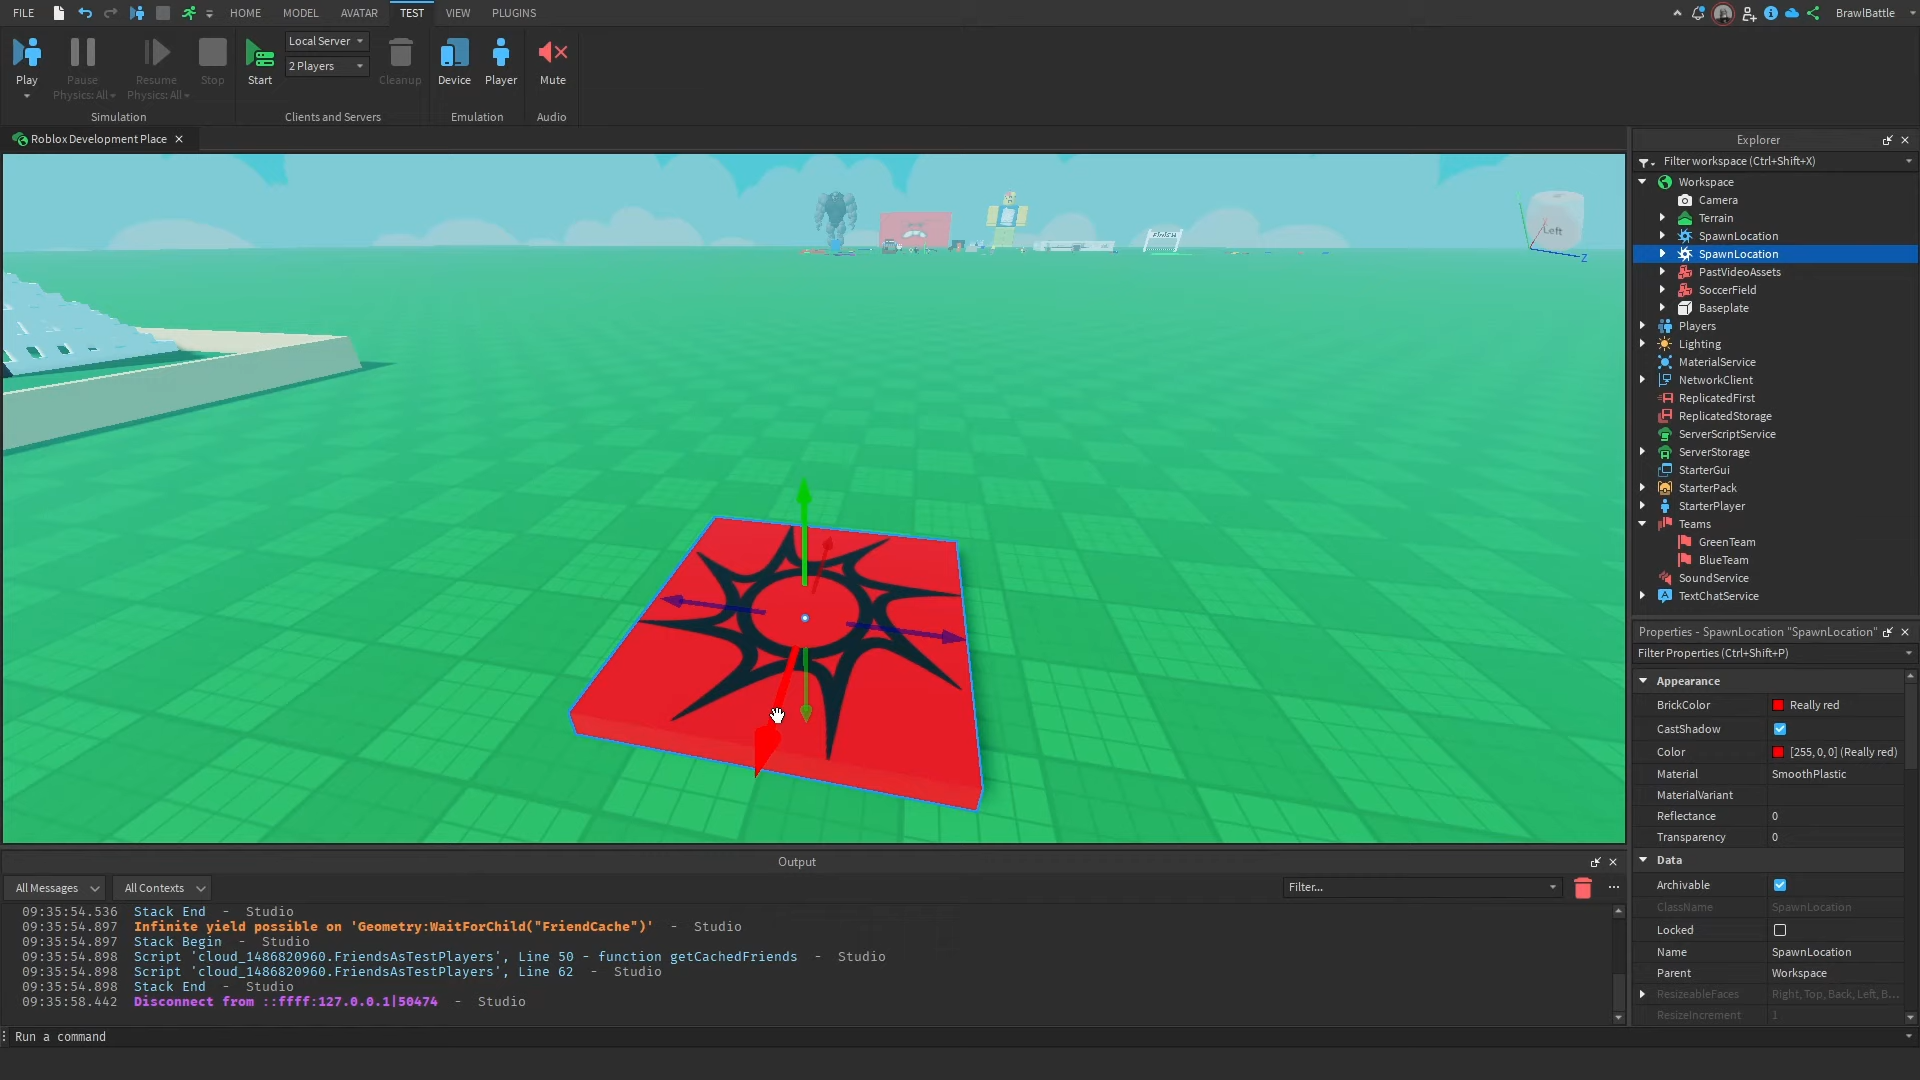 FILE HOME MODEL AVATAR TEST VIEW PLUGINS BrawlBattle
Play Pause Resume Stop Start Local Server 2 Players Cleanup Device Player Mute
Physics: All Physics: All
Simulation Clients and Servers Emulation Audio
Roblox Development Place
FINISH
Left
Z
Explorer
Filter workspace (Ctrl+Shift+X)
Workspace
Camera
Terrain
SpawnLocation
SpawnLocation
PastVideoAssets
SoccerField
Baseplate
Players
Lighting
MaterialService
NetworkClient
ReplicatedFirst
ReplicatedStorage
ServerScriptService
ServerStorage
StarterGui
StarterPack
StarterPlayer
Teams
GreenTeam
BlueTeam
SoundService
TextChatService
Properties - SpawnLocation "SpawnLocation"
Filter Properties (Ctrl+Shift+P)
Appearance
BrickColor Really red
CastShadow
Color [255, 0, 0] (Really red)
Material SmoothPlastic
MaterialVariant
Reflectance 0
Transparency 0
Data
Archivable
ClassName SpawnLocation
Locked
Name SpawnLocation
Parent Workspace
ResizeableFaces Right, Top, Back, Left, B...
ResizeIncrement 1
Output
All Messages All Contexts Filter...
09:35:54.536 Stack End - Studio
09:35:54.897 Infinite yield possible on 'Geometry:WaitForChild("FriendCache")' - Studio
09:35:54.897 Stack Begin - Studio
09:35:54.898 Script 'cloud_1486820960.FriendsAsTestPlayers', Line 50 - function getCachedFriends - Studio
09:35:54.898 Script 'cloud_1486820960.FriendsAsTestPlayers', Line 62 - Studio
09:35:54.898 Stack End - Studio
09:35:58.442 Disconnect from ::ffff:127.0.0.1|50474 - Studio
Run a command